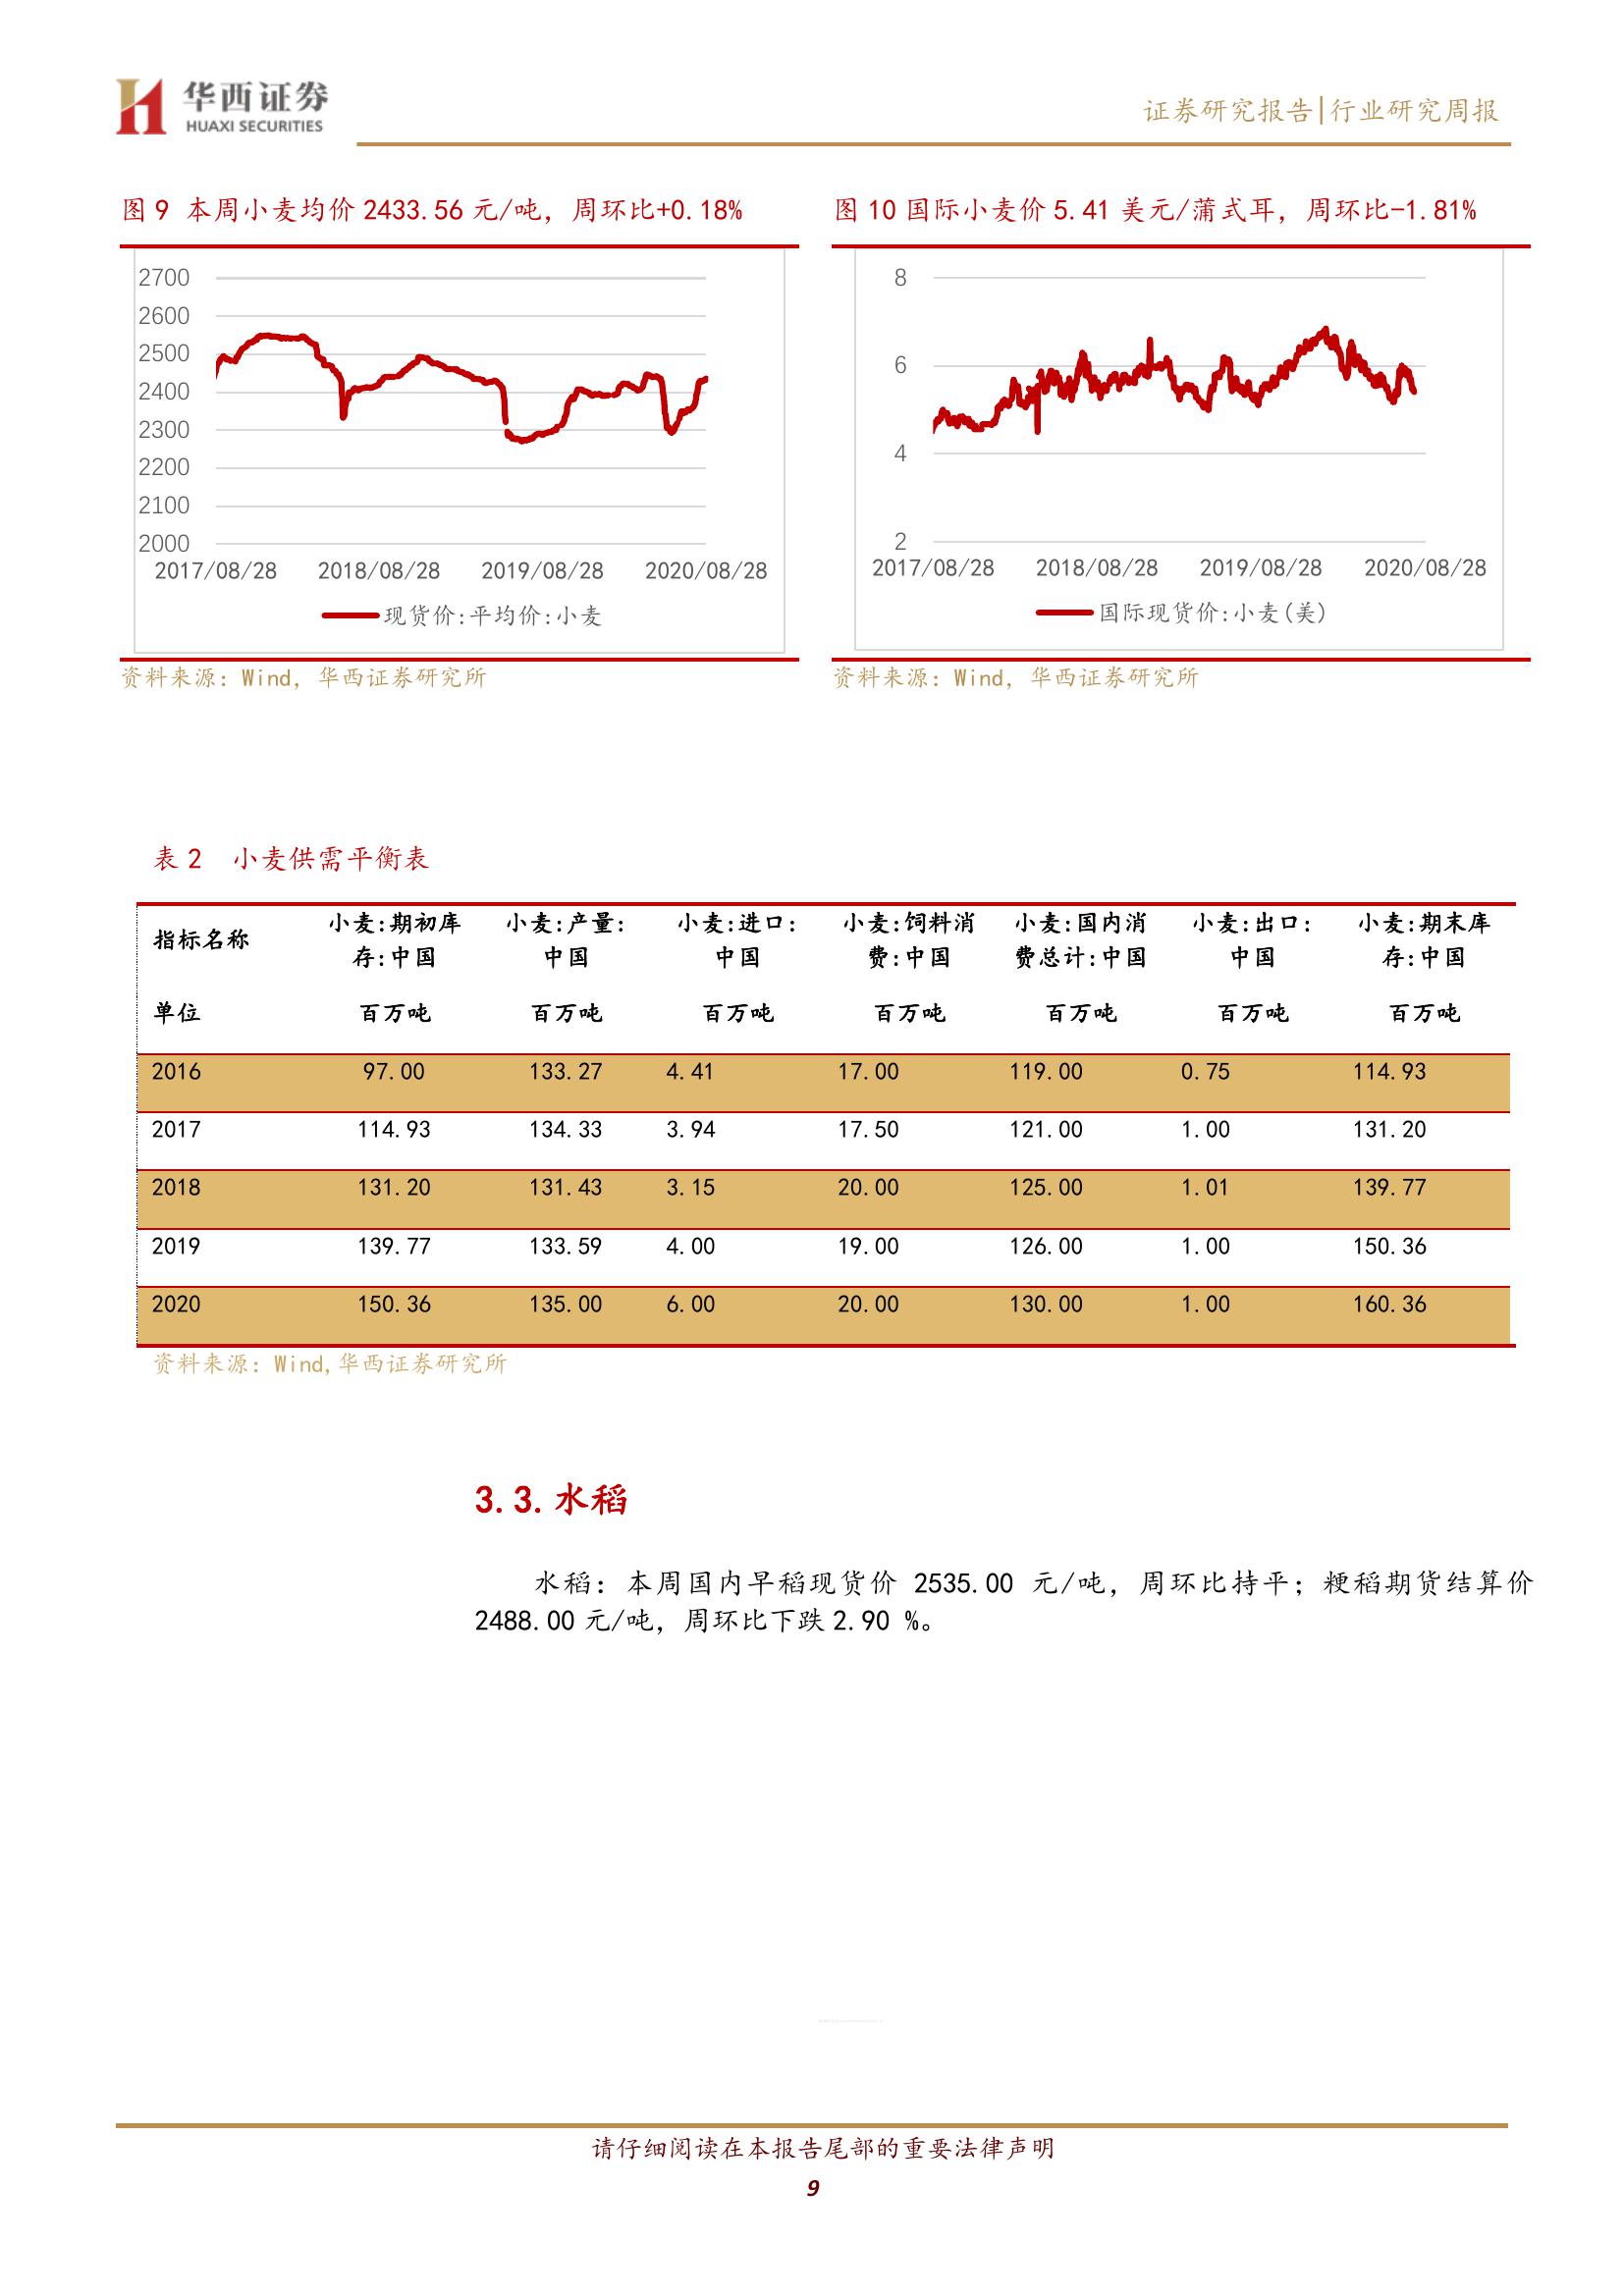 华西证券
HUAXI SECURITIES
证券研究报告|行业研究周报
图 9 本周小麦均价 2433.56 元/吨，周环比+0.18%
2700
2600
2500
2400
2300
2200
2100
2000
2017/08/28 2018/08/28 2019/08/28 2020/08/28
现货价:平均价:小麦
资料来源：Wind，华西证券研究所
图 10 国际小麦价 5.41 美元/蒲式耳，周环比-1.81%
8
6
4
2
2017/08/28 2018/08/28 2019/08/28 2020/08/28
国际现货价:小麦(美)
资料来源：Wind，华西证券研究所
表 2 小麦供需平衡表
指标名称 小麦:期初库存:中国 小麦:产量:中国 小麦:进口:中国 小麦:饲料消费:中国 小麦:国内消费总计:中国 小麦:出口:中国 小麦:期末库存:中国
单位 百万吨 百万吨 百万吨 百万吨 百万吨 百万吨 百万吨
2016 97.00 133.27 4.41 17.00 119.00 0.75 114.93
2017 114.93 134.33 3.94 17.50 121.00 1.00 131.20
2018 131.20 131.43 3.15 20.00 125.00 1.01 139.77
2019 139.77 133.59 4.00 19.00 126.00 1.00 150.36
2020 150.36 135.00 6.00 20.00 130.00 1.00 160.36
资料来源：Wind,华西证券研究所
3.3.水稻
水稻：本周国内早稻现货价 2535.00 元/吨，周环比持平；粳稻期货结算价
2488.00 元/吨，周环比下跌 2.90 %。
请仔细阅读在本报告尾部的重要法律声明
9